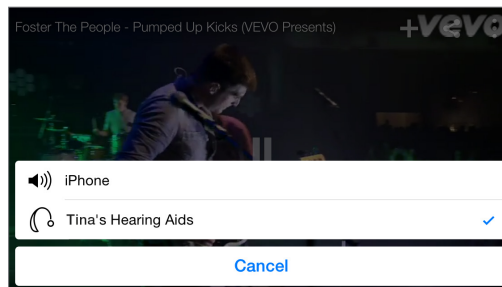 Foster The People - Pumped Up Kicks (VEVO Presents)
vevo
iPhone
Tina's Hearing Aids
Cancel